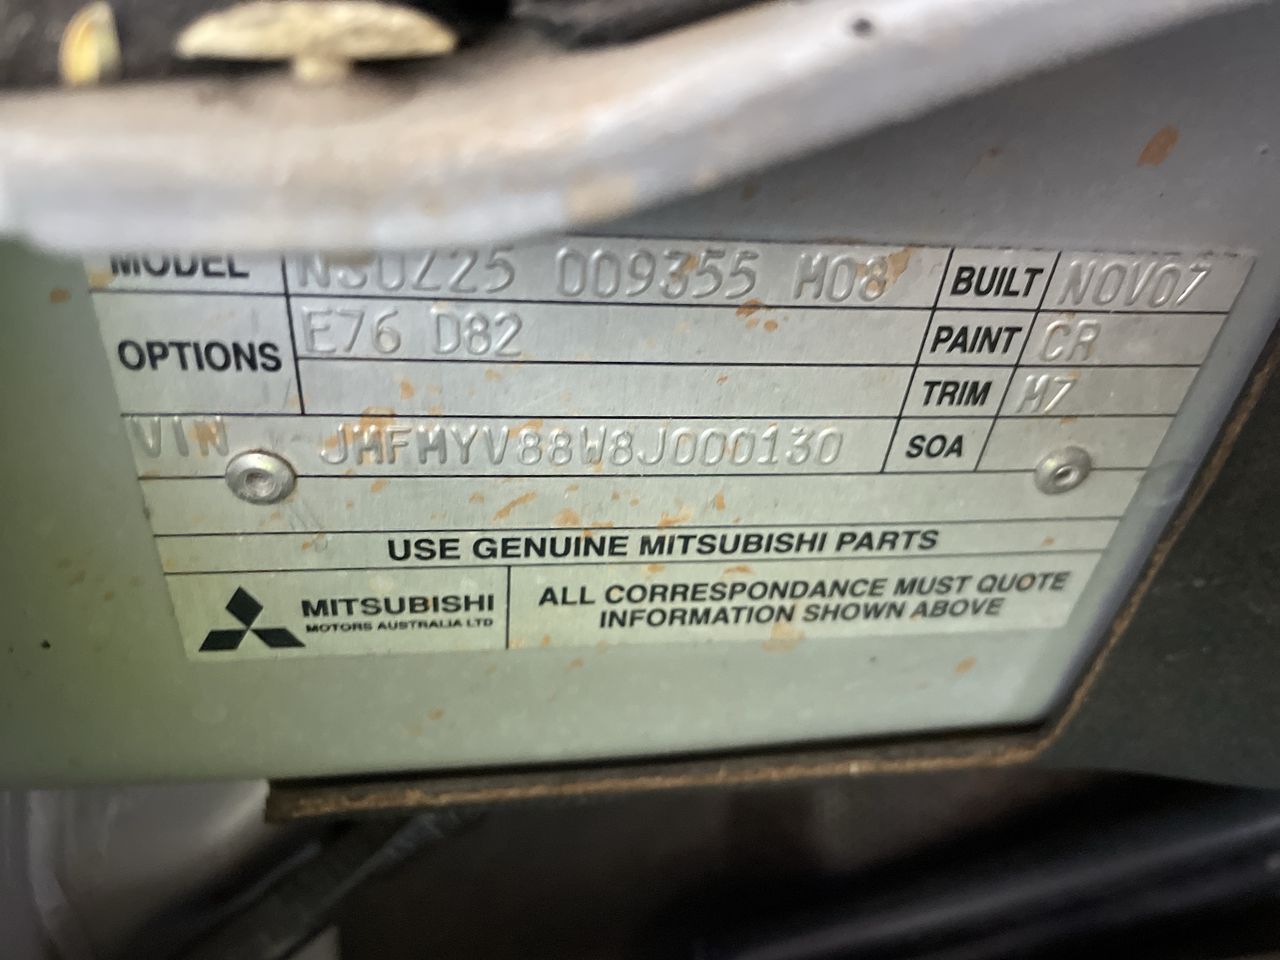 MODEL NSUZ25 009355 M08 BUILT NOV07
OPTIONS E76 D82 PAINT CR
TRIM M7
VIN JMFMYV88W8J000130 SOA
USE GENUINE MITSUBISHI PARTS
MITSUBISHI
MOTORS AUSTRALIA LTD
ALL CORRESPONDANCE MUST QUOTE
INFORMATION SHOWN ABOVE